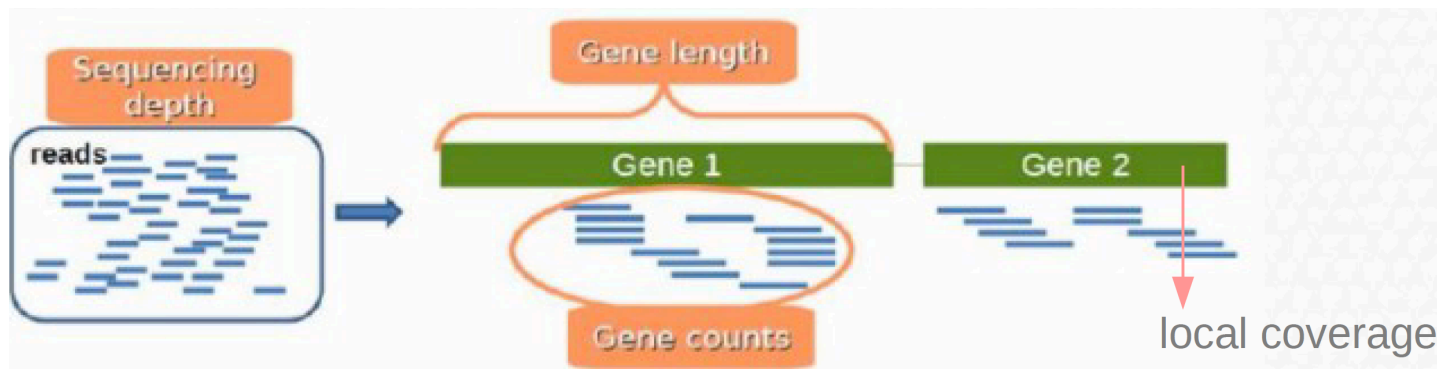 Sequencing
depth
reads
Gene length
Gene 1
Gene 2
Gene counts
local coverage